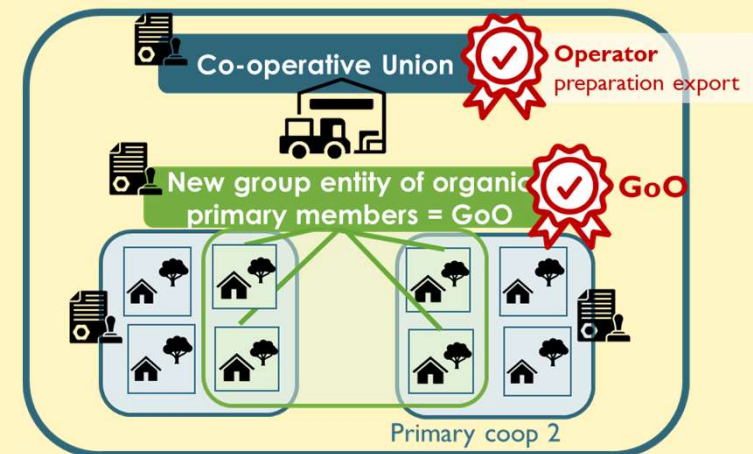 Co-operative Union
Operator
preparation export
New group entity of organic
primary members = GoO
GoO
Primary coop 2